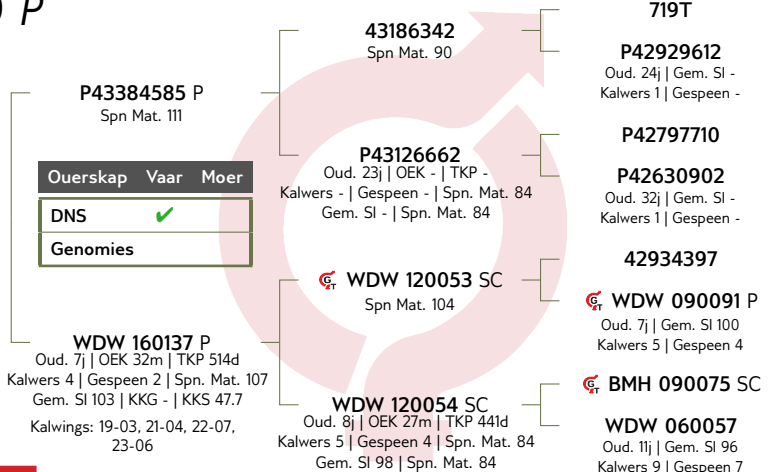 P
P43384585 P
Spn Mat. 111
Ouerskap Vaar Moer
DNS ✔
Genomies
WDW 160137 P
Oud. 7j | OEK 32m | TKP 514d
Kalwers 4 | Gespeen 2 | Spn. Mat. 107
Gem. SI 103 | KKG - | KKS 47.7
Kalwings: 19-03, 21-04, 22-07,
23-06
43186342
Spn Mat. 90
P43126662
Oud. 23j | OEK - | TKP -
Kalwers - | Gespeen - | Spn. Mat. 84
Gem. SI - | Spn. Mat. 84
WDW 120053 SC
Spn Mat. 104
WDW 120054 SC
Oud. 8j | OEK 27m | TKP 441d
Kalwers 5 | Gespeen 4 | Spn. Mat. 84
Gem. SI 98 | Spn. Mat. 84
719T
P42929612
Oud. 24j | Gem. SI -
Kalwers 1 | Gespeen -
P42797710
P42630902
Oud. 32j | Gem. SI -
Kalwers 1 | Gespeen -
42934397
GT WDW 090091 P
Oud. 7j | Gem. SI 100
Kalwers 5 | Gespeen 4
GT BMH 090075 SC
WDW 060057
Oud. 11j | Gem. SI 96
Kalwers 9 | Gespeen 7